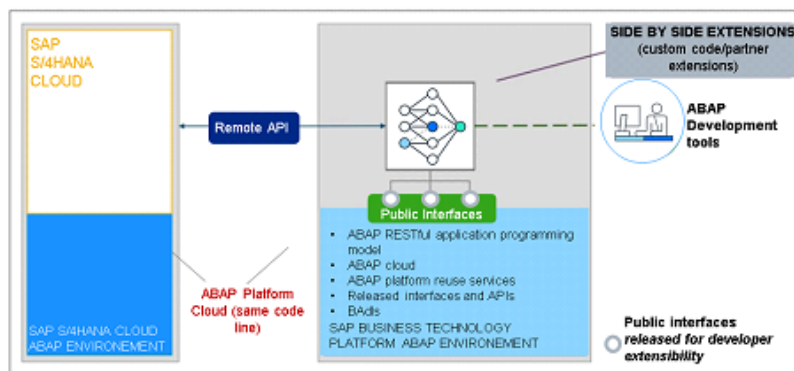 SAP
S/4HANA
CLOUD
SAP S/4HANA CLOUD
ABAP ENVIRONEMENT
Remote API
ABAP Platform
Cloud (same code
line)
Public Interfaces
• ABAP RESTful application programming
model
• ABAP cloud
• ABAP platform reuse services
• Released interfaces and APIs
• BAdIs
SAP BUSINESS TECHNOLOGY
PLATFORM ABAP ENVIRONEMENT
SIDE BY SIDE EXTENSIONS
(custom code/partner
extensions)
ABAP
Development
tools
Public interfaces
released for developer
extensibility